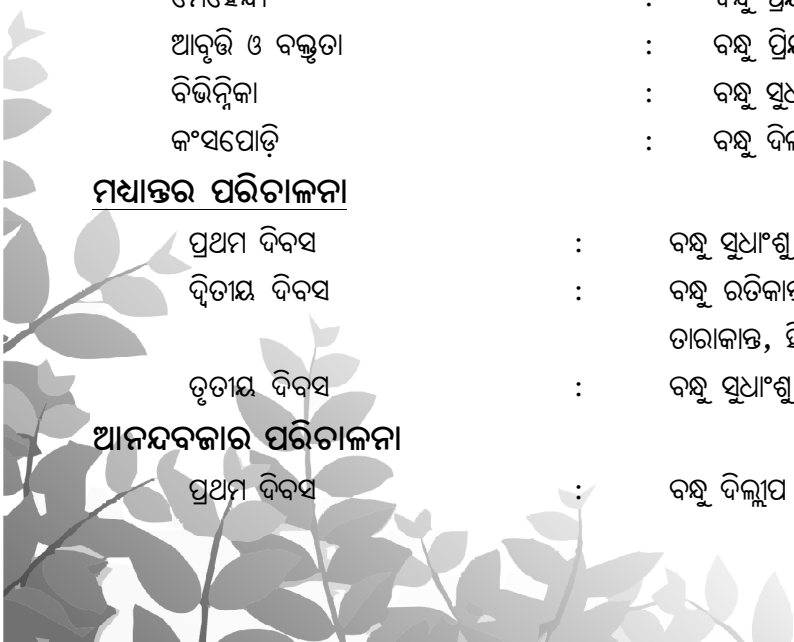 ଆବୃତ୍ତି ଓ ବକ୍ତୃତା : ବନ୍ଧୁ
ବିଭିନ୍ନିକା : ବନ୍ଧୁ
କଂସପୋଡ଼ି : ବନ୍ଧୁ
ମଧ୍ୟାନ୍ତର ପରିଚାଳନା
ପ୍ରଥମ ଦିବସ : ବନ୍ଧୁ ସୁଧାଂଶୁ
ଦ୍ୱିତୀୟ ଦିବସ : ବନ୍ଧୁ
ତାରାକାନ୍ତ,
ତୃତୀୟ ଦିବସ : ବନ୍ଧୁ ସୁଧାଂଶୁ
ଆନନ୍ଦବଜାର ପରିଚାଳନା
ପ୍ରଥମ ଦିବସ : ବନ୍ଧୁ ଦିଲ୍ଲୀପ